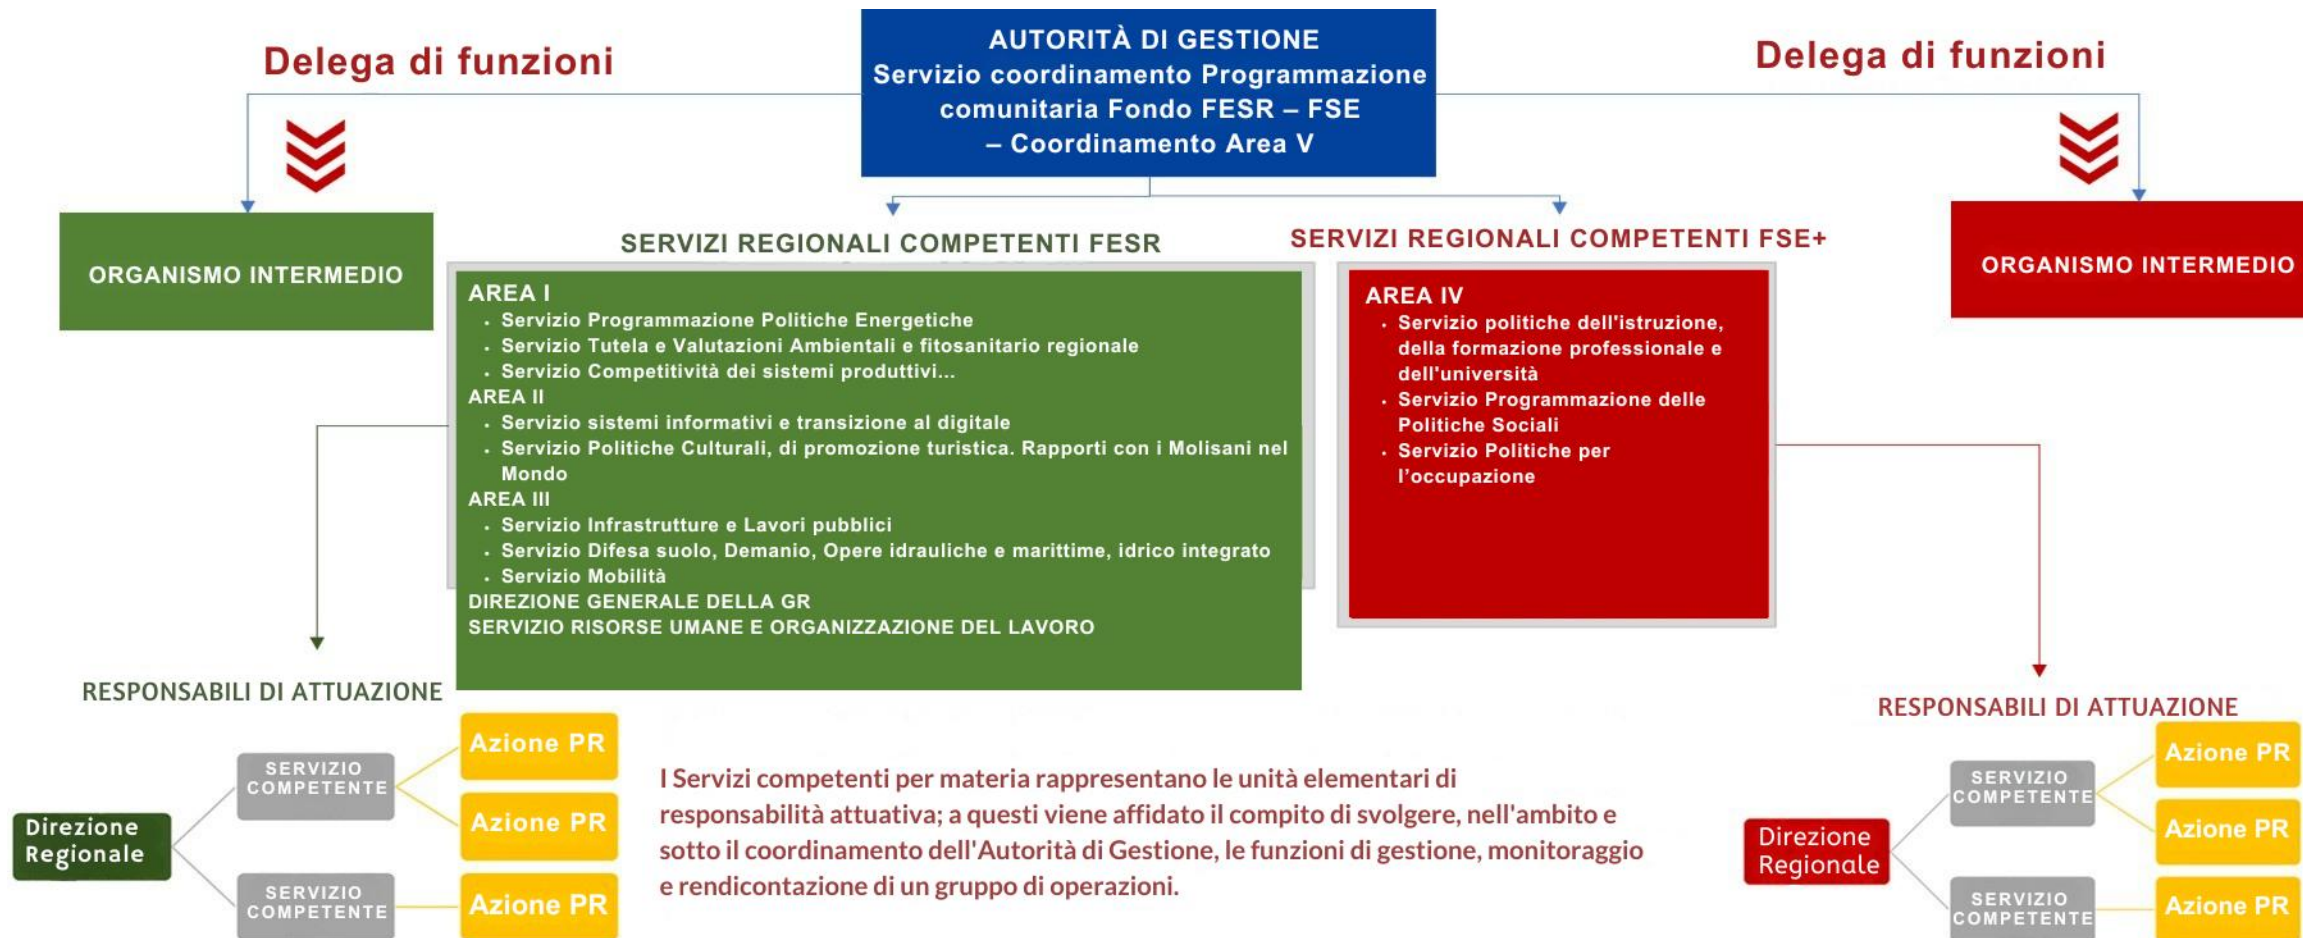 Delega di funzioni
AUTORITÀ DI GESTIONE
Servizio coordinamento Programmazione
comunitaria Fondo FESR – FSE
– Coordinamento Area V
Delega di funzioni
ORGANISMO INTERMEDIO
SERVIZI REGIONALI COMPETENTI FESR
AREA I
· Servizio Programmazione Politiche Energetiche
· Servizio Tutela e Valutazioni Ambientali e fitosanitario regionale
· Servizio Competitività dei sistemi produttivi...
AREA II
· Servizio sistemi informativi e transizione al digitale
· Servizio Politiche Culturali, di promozione turistica. Rapporti con i Molisani nel
Mondo
AREA III
· Servizio Infrastrutture e Lavori pubblici
· Servizio Difesa suolo, Demanio, Opere idrauliche e marittime, idrico integrato
· Servizio Mobilità
DIREZIONE GENERALE DELLA GR
SERVIZIO RISORSE UMANE E ORGANIZZAZIONE DEL LAVORO
SERVIZI REGIONALI COMPETENTI FSE+
AREA IV
· Servizio politiche dell'istruzione,
della formazione professionale e
dell'università
· Servizio Programmazione delle
Politiche Sociali
· Servizio Politiche per
l’occupazione
ORGANISMO INTERMEDIO
RESPONSABILI DI ATTUAZIONE
Direzione
Regionale
SERVIZIO
COMPETENTE
SERVIZIO
COMPETENTE
Azione PR
Azione PR
Azione PR
I Servizi competenti per materia rappresentano le unità elementari di
responsabilità attuativa; a questi viene affidato il compito di svolgere, nell'ambito e
sotto il coordinamento dell'Autorità di Gestione, le funzioni di gestione, monitoraggio
e rendicontazione di un gruppo di operazioni.
RESPONSABILI DI ATTUAZIONE
Direzione
Regionale
SERVIZIO
COMPETENTE
SERVIZIO
COMPETENTE
Azione PR
Azione PR
Azione PR